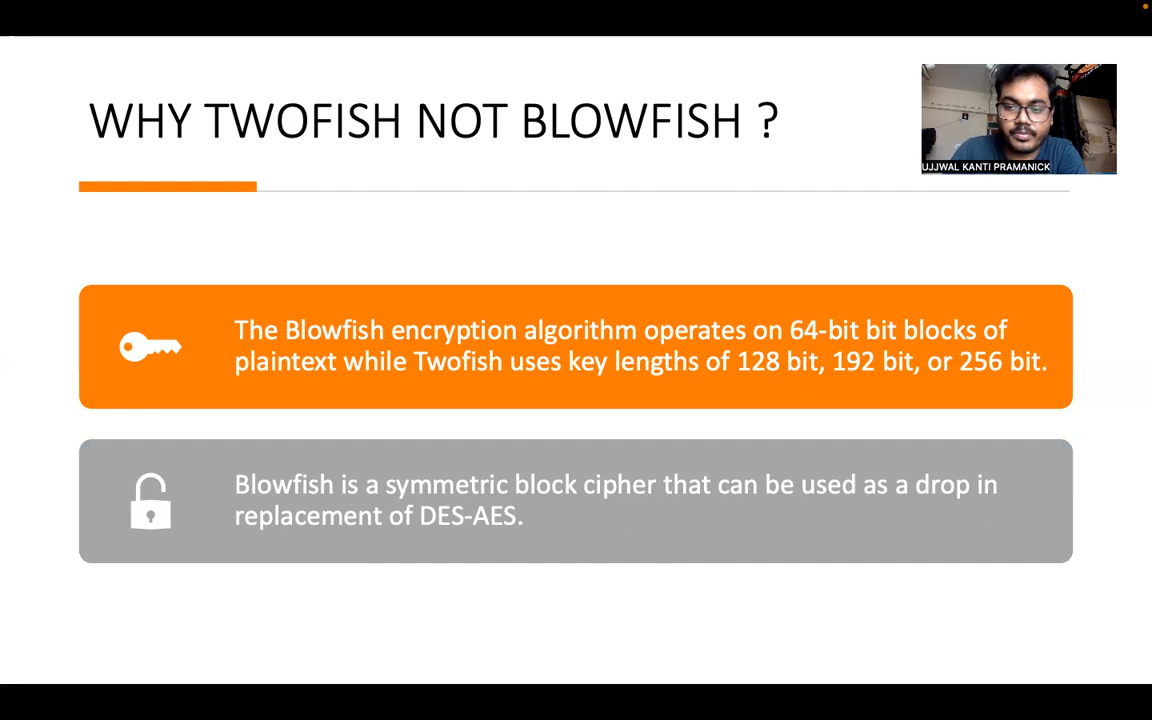 WHY TWOFISH NOT BLOWFISH ?
UJJWAL KANTI PRAMANICK
The Blowfish encryption algorithm operates on 64-bit bit blocks of
plaintext while Twofish uses key lengths of 128 bit, 192 bit, or 256 bit.
Blowfish is a symmetric block cipher that can be used as a drop in
replacement of DES-AES.